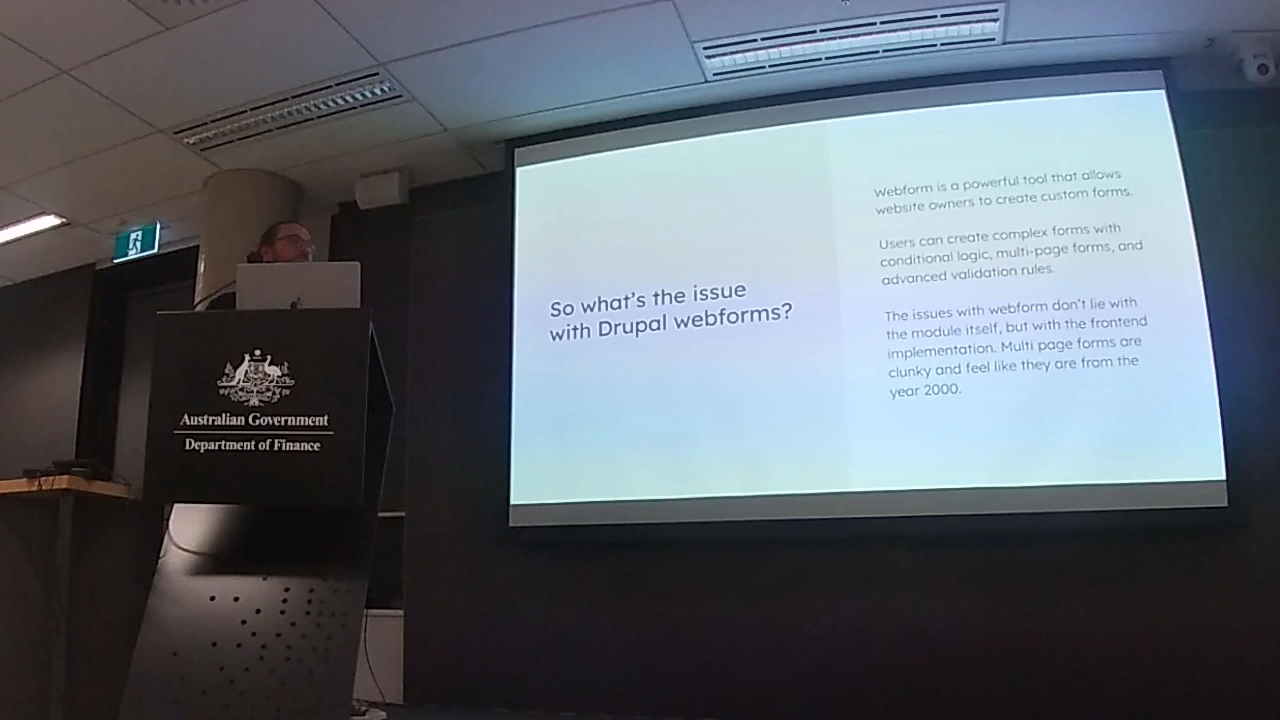 So what's the issue
with Drupal webforms?
Webform is a powerful tool that allows
website owners to create custom forms.
Users can create complex forms with
conditional logic, multi-page forms, and
advanced validation rules.
The issues with webform don't lie with
the module itself, but with the frontend
implementation. Multi page forms are
clunky and feel like they are from the
year 2000.
Australian Government
Department of Finance